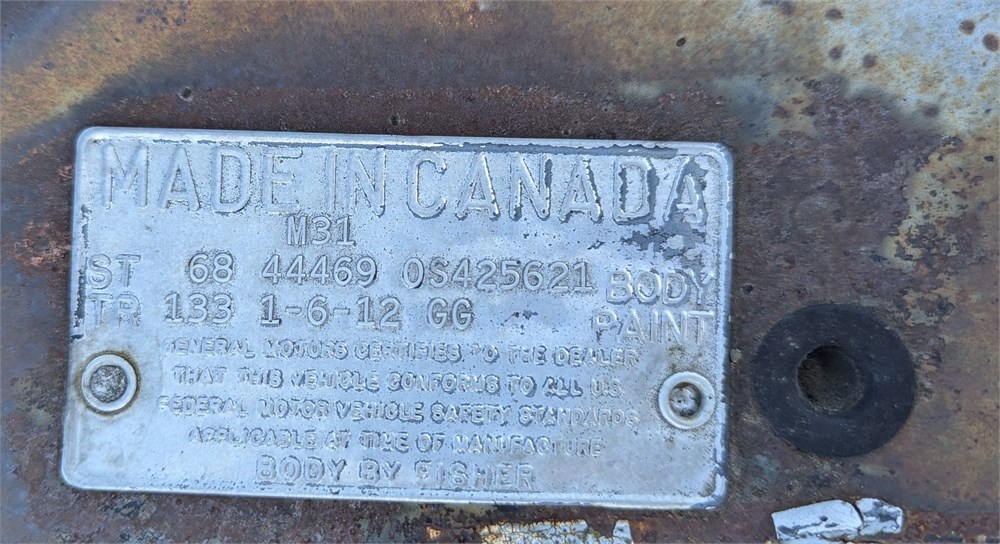 MADE IN CANADA
M31
ST 68 44469 OS425621 BODY
TR 133 1-6-12 GG PAINT
GENERAL MOTORS CERTIFIES TO THE DEALER
THAT THIS VEHICLE CONFORMS TO ALL U.S.
FEDERAL MOTOR VEHICLE SAFETY STANDARDS
APPLICABLE AT TIME OF MANUFACTURE
BODY BY FISHER